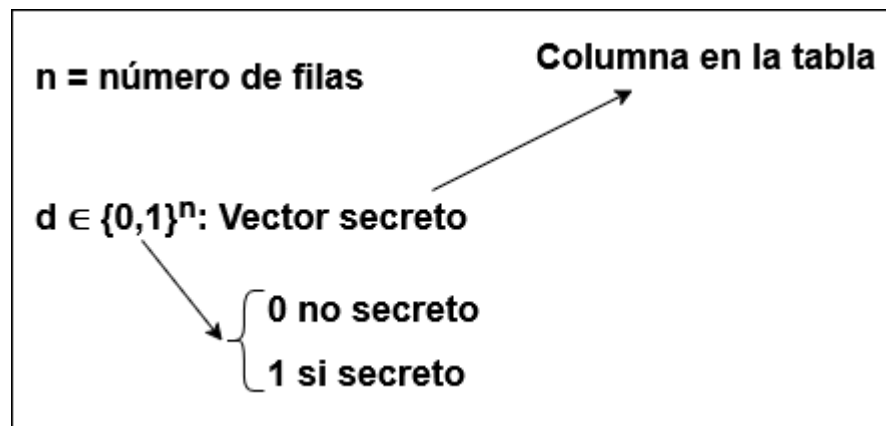 n = número de filas
Columna en la tabla
d ∈ {0,1}ⁿ: Vector secreto
0 no secreto
1 si secreto